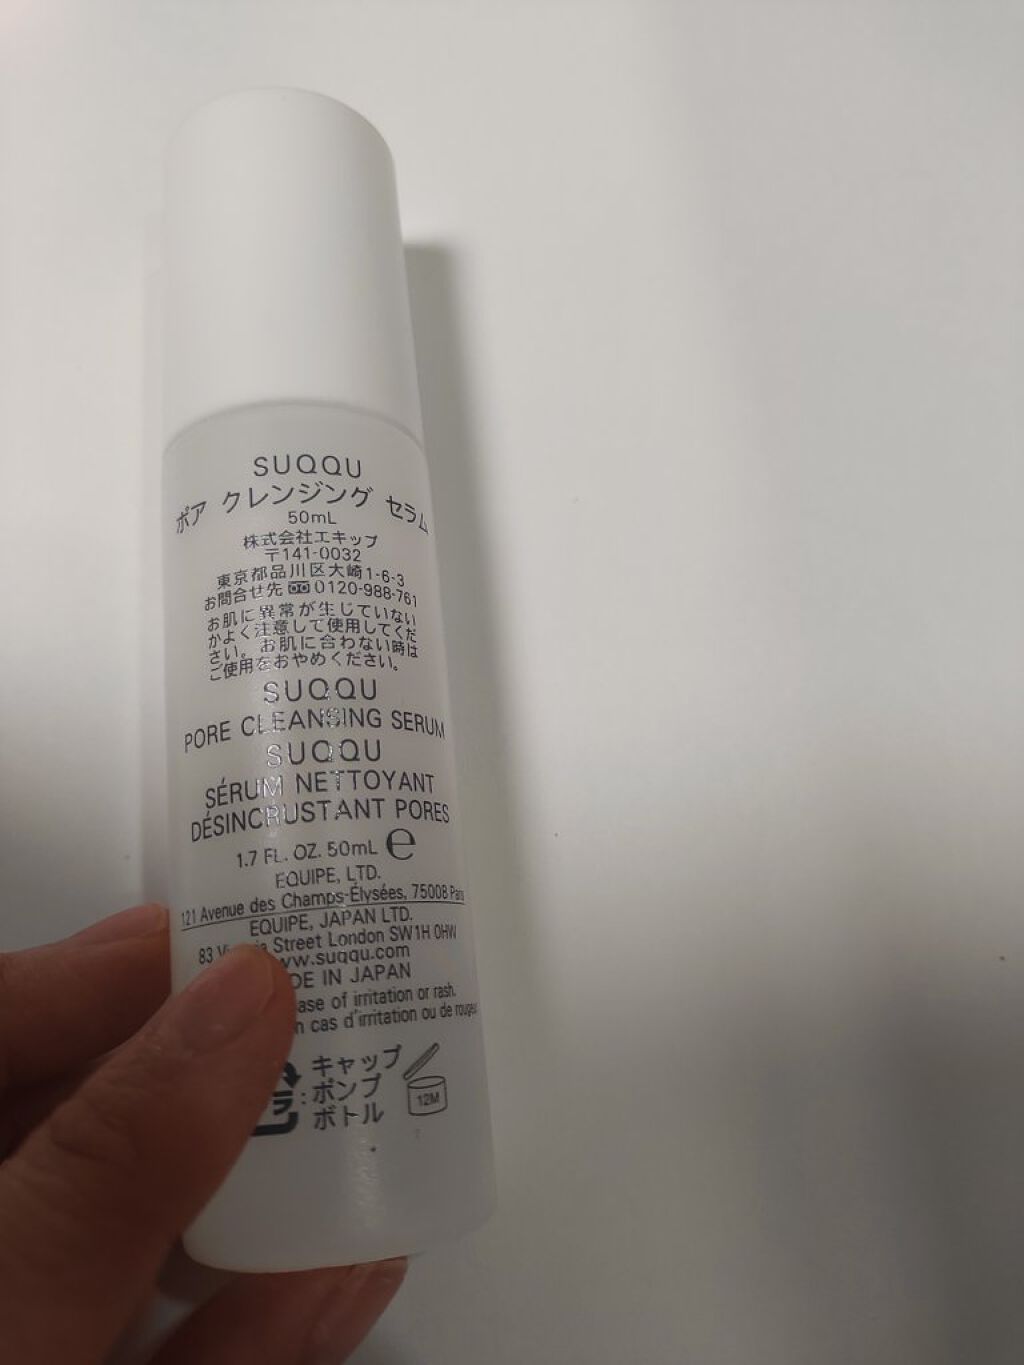 SUQQU
ポア クレンジング セラム
50mL
株式会社エキップ
〒141-0032
東京都品川区大崎1-6-3
お問合せ先 0120-988-761
お肌に異常が生じていない
かよく注意して使用してくだ
さい。お肌に合わない時は
ご使用をおやめください。
SUQQU
PORE CLEANSING SERUM
SUQQU
SÉRUM NETTOYANT
DÉSINCRUSTANT PORES
1.7 FL. OZ. 50mL ℮
EQUIPE, LTD.
121 Avenue des Champs-Élysées, 75008 Paris
EQUIPE, JAPAN LTD.
83 Street London SW1H 0HW
www.suqqu.com
IN JAPAN
of irritation or rash.
cas d'irritation ou de
キャップ
: ポンプ
ボトル
12M